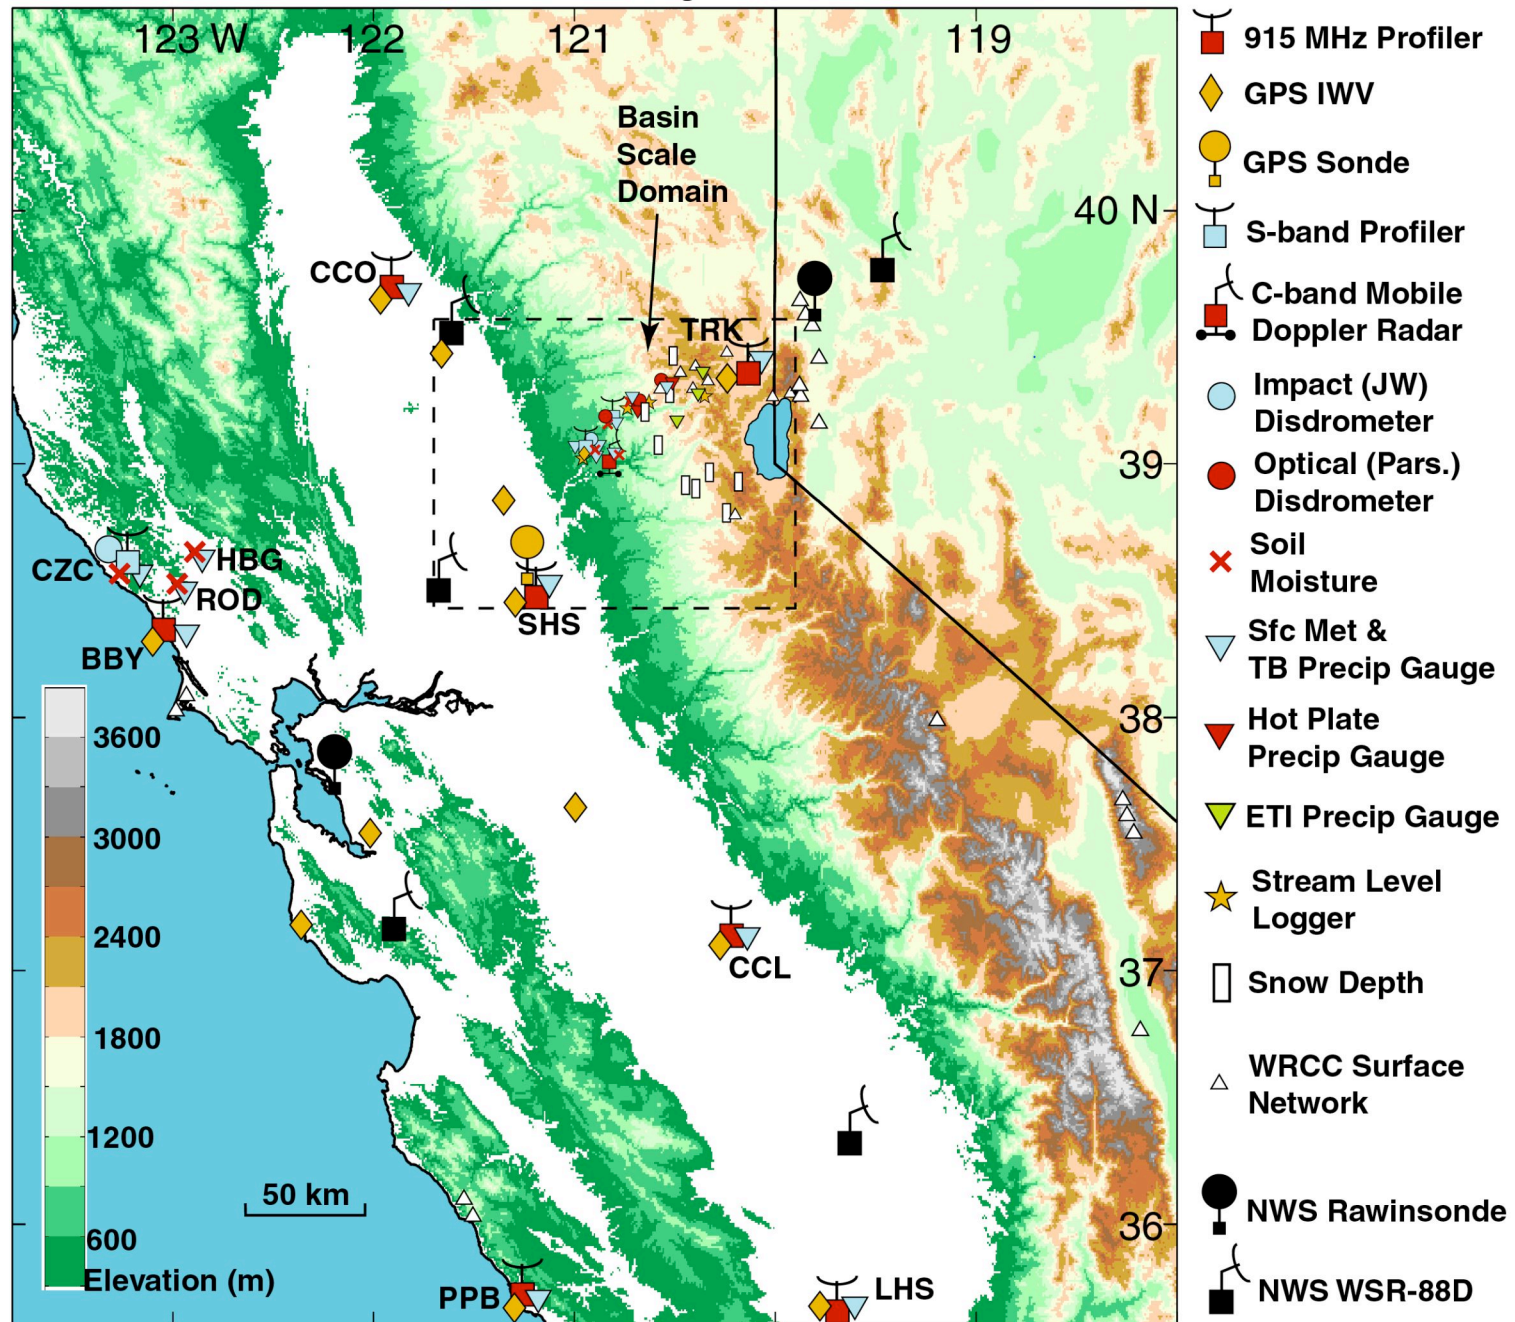 123 W
122
121
119
Basin
Scale
Domain
40 N
CCO
TRK
39
CZC
HBG
ROD
SHS
BBY
38
3600
3000
2400
1800
1200
600
Elevation (m)
CCL
37
50 km
36
PPB
LHS
915 MHz Profiler
GPS IWV
GPS Sonde
S-band Profiler
C-band Mobile
Doppler Radar
Impact (JW)
Disdrometer
Optical (Pars.)
Disdrometer
Soil
Moisture
Sfc Met &
TB Precip Gauge
Hot Plate
Precip Gauge
ETI Precip Gauge
Stream Level
Logger
Snow Depth
WRCC Surface
Network
NWS Rawinsonde
NWS WSR-88D